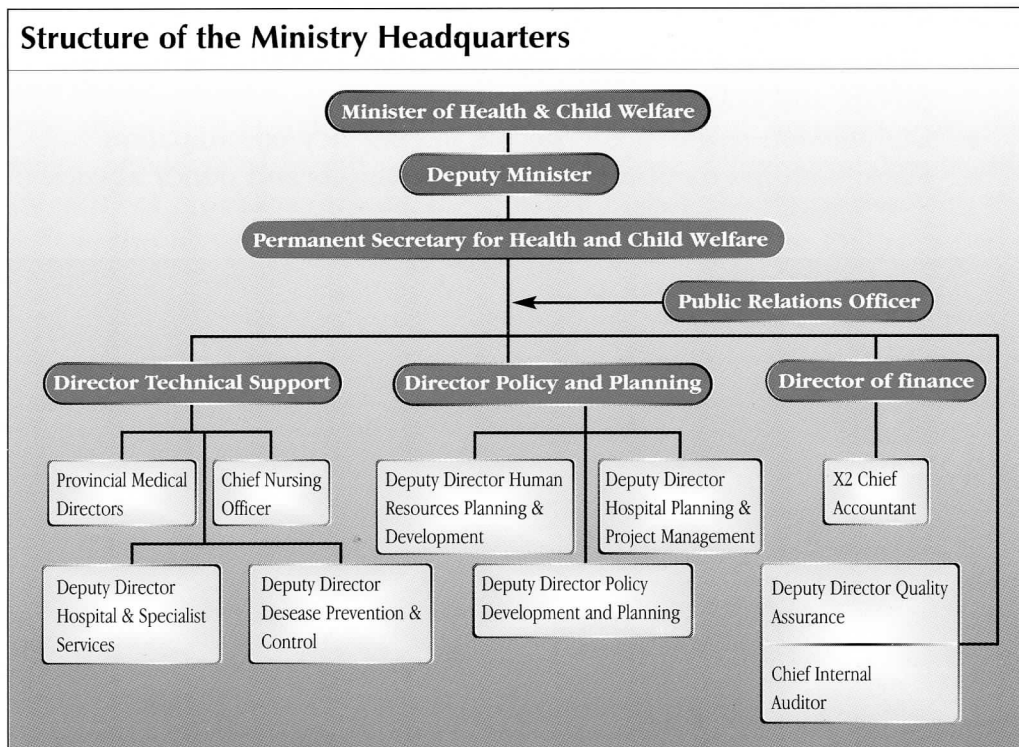 Structure of the Ministry Headquarters
Minister of Health & Child Welfare
Deputy Minister
Permanent Secretary for Health and Child Welfare
Public Relations Officer
Director Technical Support
Director Policy and Planning
Director of finance
Provincial Medical
Directors
Chief Nursing
Officer
Deputy Director Human
Resources Planning &
Development
Deputy Director
Hospital Planning &
Project Management
X2 Chief
Accountant
Deputy Director
Hospital & Specialist
Services
Deputy Director
Desease Prevention &
Control
Deputy Director Policy
Development and Planning
Deputy Director Quality
Assurance
Chief Internal
Auditor